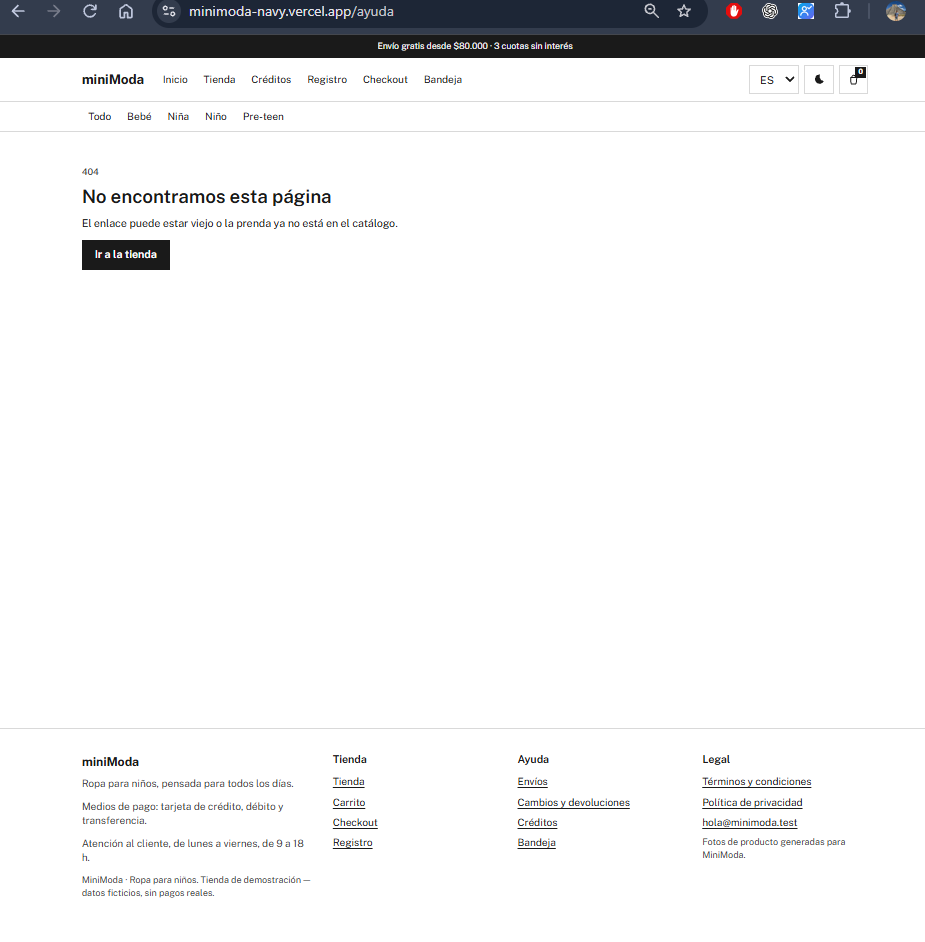 minimoda-navy.vercel.app/ayuda
Envío gratis desde $80.000 · 3 cuotas sin interés
miniModa Inicio Tienda Créditos Registro Checkout Bandeja ES 0
Todo Bebé Niña Niño Pre-teen
404
No encontramos esta página
El enlace puede estar viejo o la prenda ya no está en el catálogo.
Ir a la tienda
miniModa
Ropa para niños, pensada para todos los días.
Medios de pago: tarjeta de crédito, débito y
transferencia.
Atención al cliente, de lunes a viernes, de 9 a 18
h.
MiniModa · Ropa para niños. Tienda de demostración —
datos ficticios, sin pagos reales.
Tienda
Tienda
Carrito
Checkout
Registro
Ayuda
Envíos
Cambios y devoluciones
Créditos
Bandeja
Legal
Términos y condiciones
Política de privacidad
hola@minimoda.test
Fotos de producto generadas para
MiniModa.